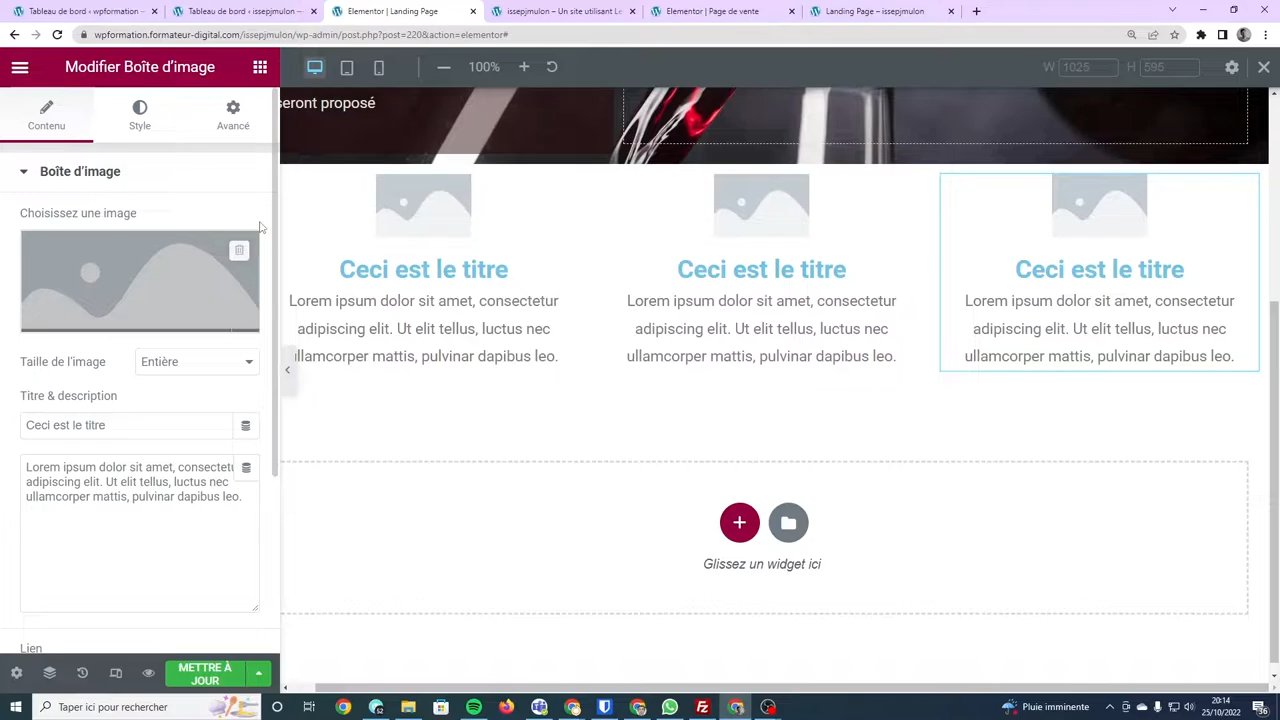 Tableau de bord ‹ issepjmulon
Tableau de bord ‹ issepjmulon
Elementor | Landing Page
issepjmulon – Un site utilisant
Elementor | Page de vente
Landing Page – issepjmulon
wpformation.formateur-digital.com/issepjmulon/wp-admin/post.php?post=220&action=elementor#
Modifier Boîte d'image
100%
W 1025 H 595
Contenu
Style
Avancé
seront proposé
Boîte d'image
Choisissez une image
Taille de l'image
Entière
Titre & description
Ceci est le titre
Lorem ipsum dolor sit amet, consectetu
adipiscing elit. Ut elit tellus, luctus nec
ullamcorper mattis, pulvinar dapibus leo.
Lien
METTRE À
JOUR
Ceci est le titre
Lorem ipsum dolor sit amet, consectetur
adipiscing elit. Ut elit tellus, luctus nec
ullamcorper mattis, pulvinar dapibus leo.
Ceci est le titre
Lorem ipsum dolor sit amet, consectetur
adipiscing elit. Ut elit tellus, luctus nec
ullamcorper mattis, pulvinar dapibus leo.
Ceci est le titre
Lorem ipsum dolor sit amet, consectetur
adipiscing elit. Ut elit tellus, luctus nec
ullamcorper mattis, pulvinar dapibus leo.
Glissez un widget ici
Taper ici pour rechercher
Pluie imminente
20:14
25/10/2022